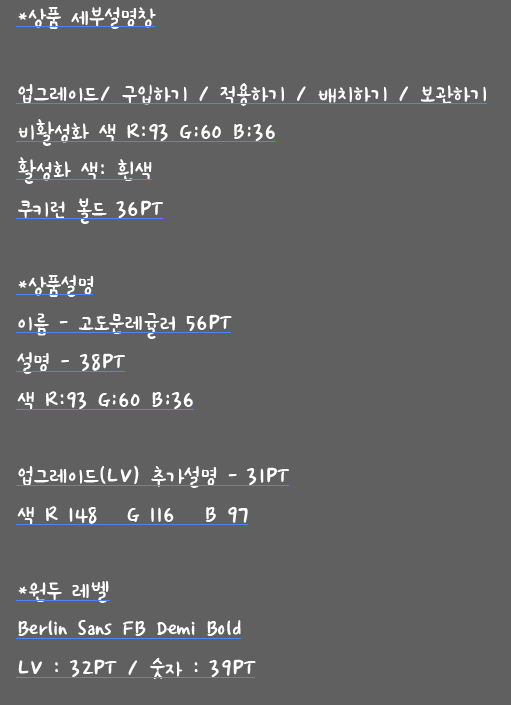 *상품 세부설명창
업그레이드/ 구입하기 / 적용하기 / 배치하기 / 보관하기
비활성화 색 R:93 G:60 B:36
활성화 색: 흰색
쿠키런 볼드 36PT
*상품설명
이름 - 고도문레귤러 56PT
설명 - 38PT
색 R:93 G:60 B:36
업그레이드(LV) 추가설명 - 31PT
색 R 148 G 116 B 97
*원두 레벨
Berlin Sans FB Demi Bold
LV : 32PT / 숫자 : 39PT